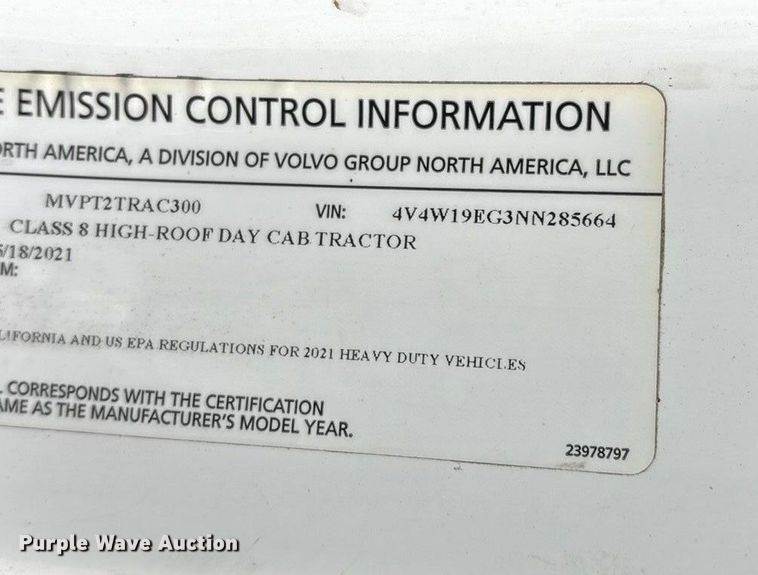 E EMISSION CONTROL INFORMATION
RTH AMERICA, A DIVISION OF VOLVO GROUP NORTH AMERICA, LLC
MVPT2TRAC300 VIN: 4V4W19EG3NN285664
CLASS 8 HIGH-ROOF DAY CAB TRACTOR
/18/2021
M:
LIFORNIA AND US EPA REGULATIONS FOR 2021 HEAVY DUTY VEHICLES
. CORRESPONDS WITH THE CERTIFICATION
AME AS THE MANUFACTURER'S MODEL YEAR.
23978797
Purple Wave Auction